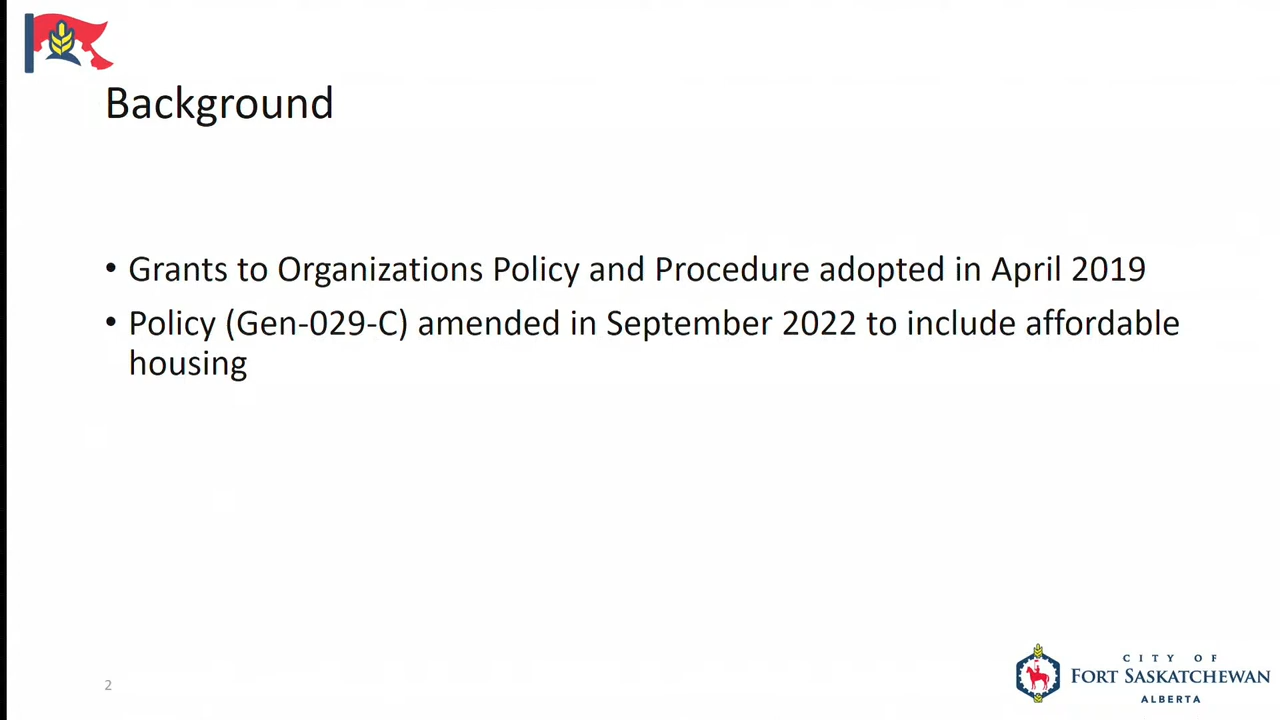 Background
• Grants to Organizations Policy and Procedure adopted in April 2019
• Policy (Gen-029-C) amended in September 2022 to include affordable
housing
2
CITY OF
FORT SASKATCHEWAN
ALBERTA